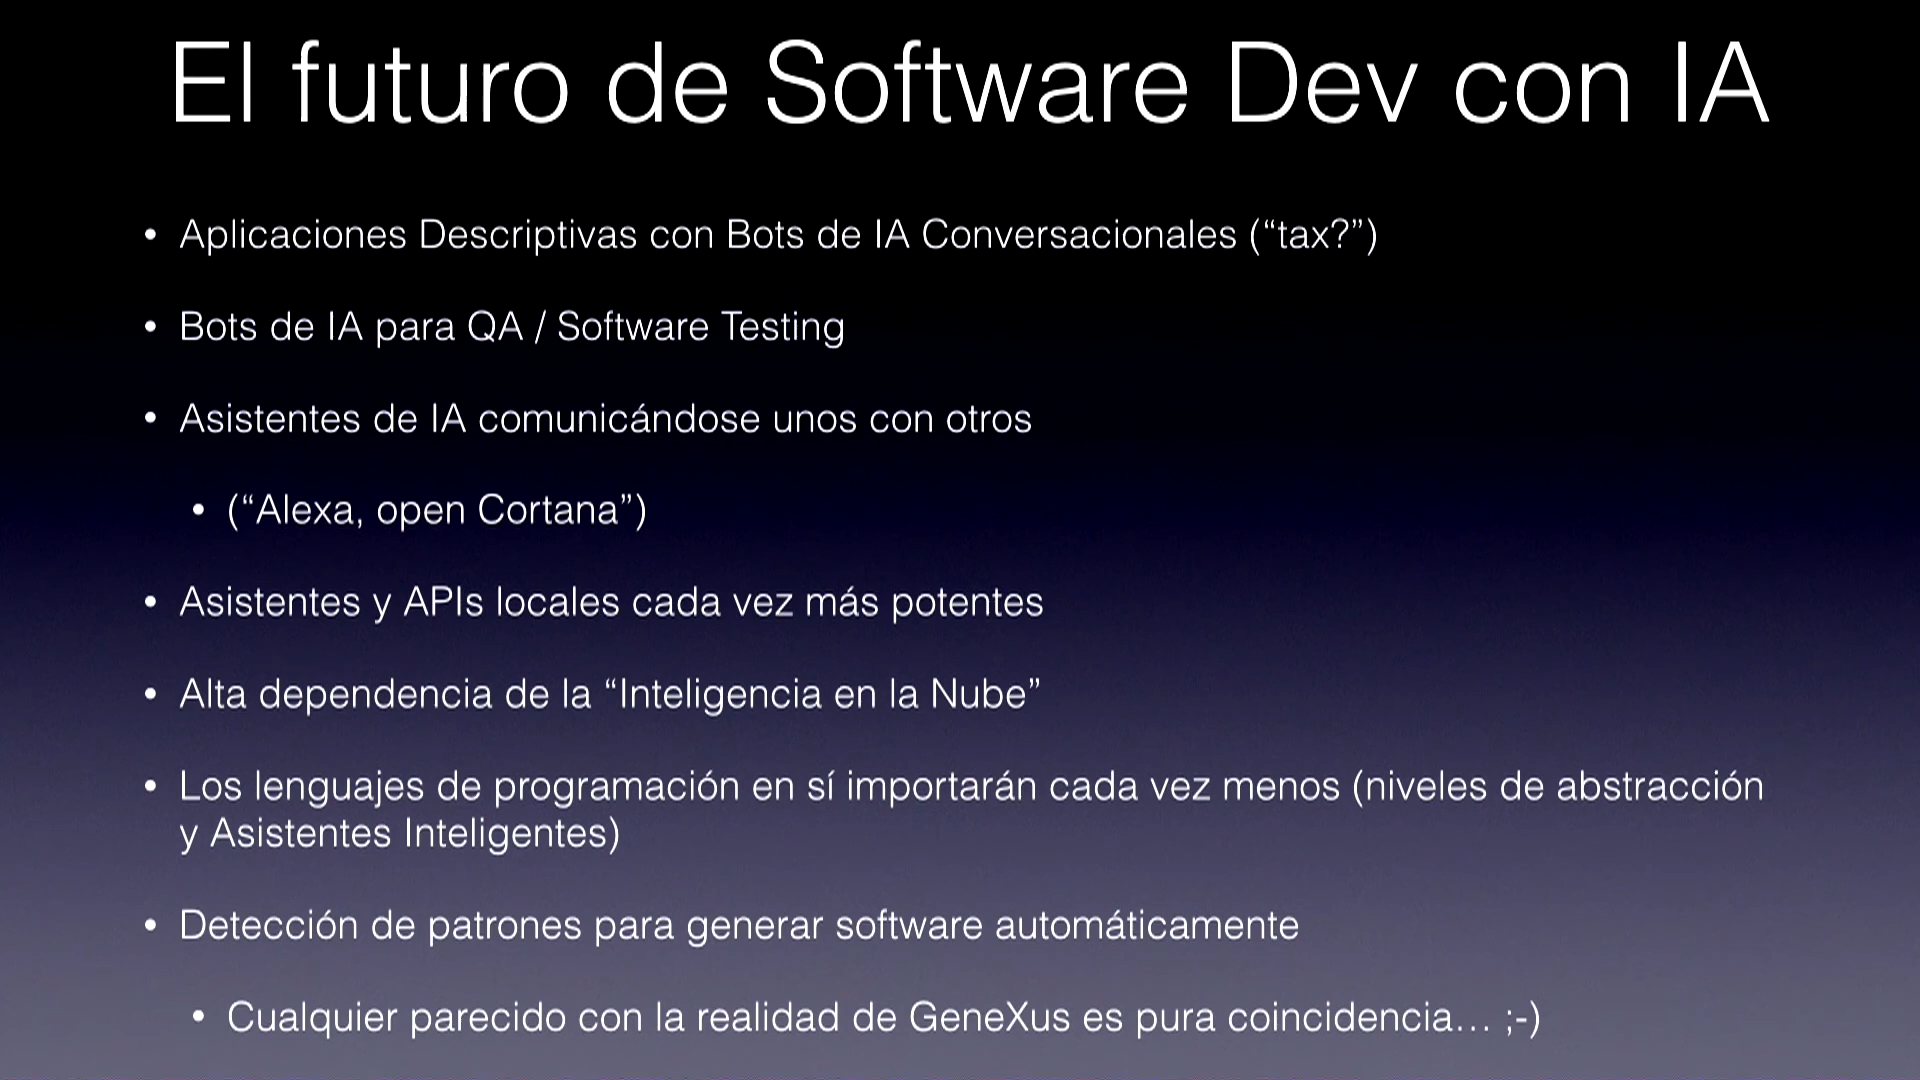 El futuro de Software Dev con IA
• Aplicaciones Descriptivas con Bots de IA Conversacionales (“tax?”)
• Bots de IA para QA / Software Testing
• Asistentes de IA comunicándose unos con otros
• (“Alexa, open Cortana”)
• Asistentes y APIs locales cada vez más potentes
• Alta dependencia de la “Inteligencia en la Nube”
• Los lenguajes de programación en sí importarán cada vez menos (niveles de abstracción
y Asistentes Inteligentes)
• Detección de patrones para generar software automáticamente
• Cualquier parecido con la realidad de GeneXus es pura coincidencia… ;-)